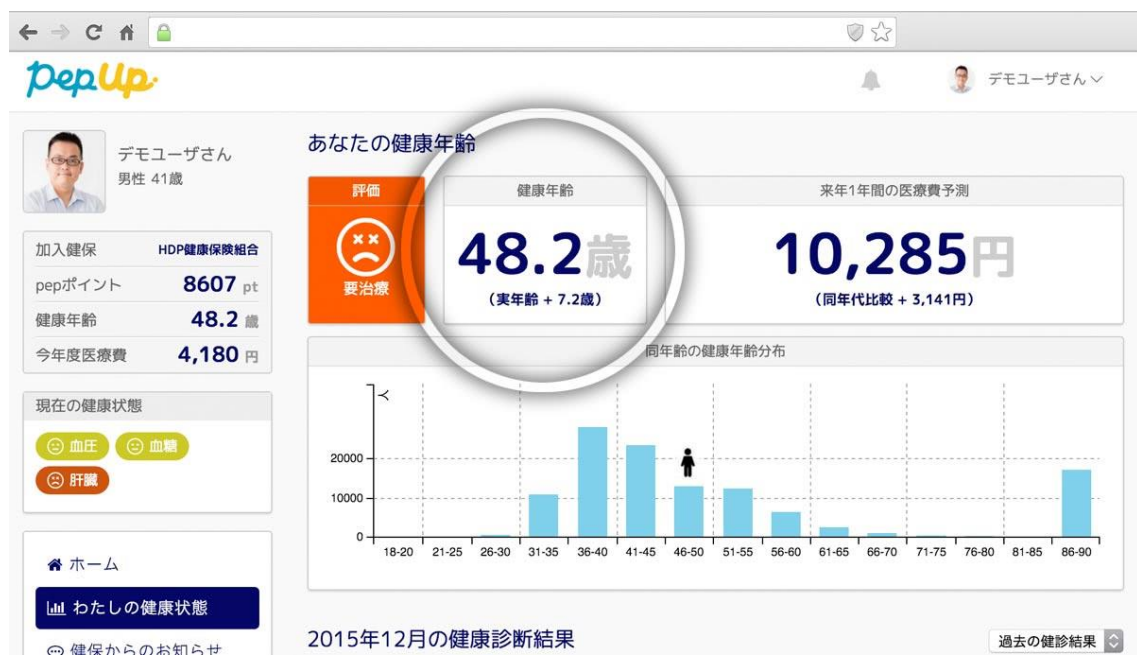 PepUp
デモユーザさん
デモユーザさん
男性 41歳
加入健保 HDP健康保険組合
pepポイント 8607 pt
健康年齢 48.2 歳
今年度医療費 4,180 円
現在の健康状態
血圧 血糖
肝臓
ホーム
わたしの健康状態
健保からのお知らせ
あなたの健康年齢
評価
要治療
健康年齢
48.2歳
(実年齢 + 7.2歳)
来年1年間の医療費予測
10,285円
(同年代比較 + 3,141円)
同年齢の健康年齢分布
人
20000
10000
0
18-20 21-25 26-30 31-35 36-40 41-45 46-50 51-55 56-60 61-65 66-70 71-75 76-80 81-85 86-90
2015年12月の健康診断結果
過去の健診結果